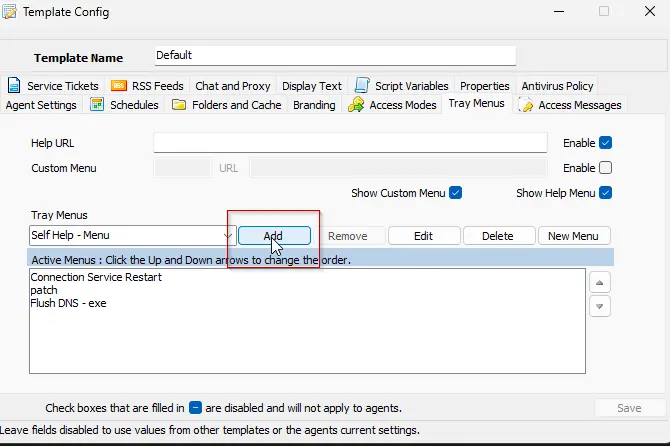 Template Config
Template Name Default
Service Tickets RSS RSS Feeds Chat and Proxy Display Text Script Variables Properties Antivirus Policy
Agent Settings Schedules Folders and Cache Branding Access Modes Tray Menus Access Messages
Help URL Enable
Custom Menu URL Enable
Show Custom Menu Show Help Menu
Tray Menus
Self Help - Menu Add Remove Edit Delete New Menu
Active Menus : Click the Up and Down arrows to change the order.
Connection Service Restart
patch
Flush DNS - exe
Check boxes that are filled in are disabled and will not apply to agents. Save
Leave fields disabled to use values from other templates or the agents current settings.